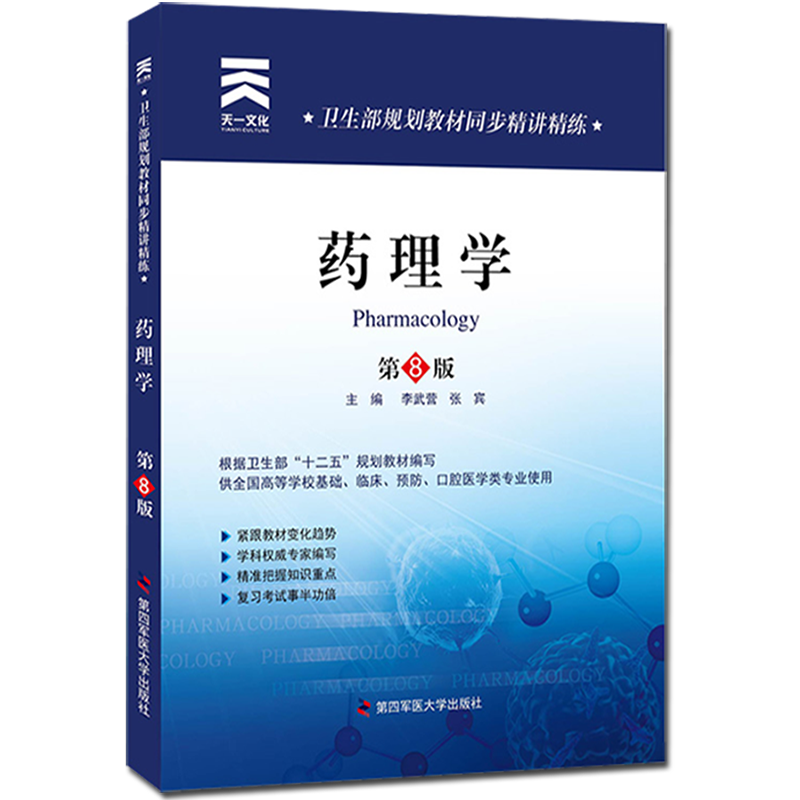 天一文化
TIANYI CULTURE
★ 卫生部规划教材同步精讲精练 ★
药理学
Pharmacology
第8版
主 编 李武营 张 宾
根据卫生部“十二五”规划教材编写
供全国高等学校基础、临床、预防、口腔医学类专业使用
▶ 紧跟教材变化趋势
▶ 学科权威专家编写
▶ 精准把握知识重点
▶ 复习考试事半功倍
PHARMACOLOGY
PHARMACOLOGY
PHARMACOLOGY
PHARMACOLOGY
PHARMACOLOGY
第四军医大学出版社
天一文化
★ 卫生部规划教材同步精讲精练 ★
药理学
第8版
第四军医大学出版社